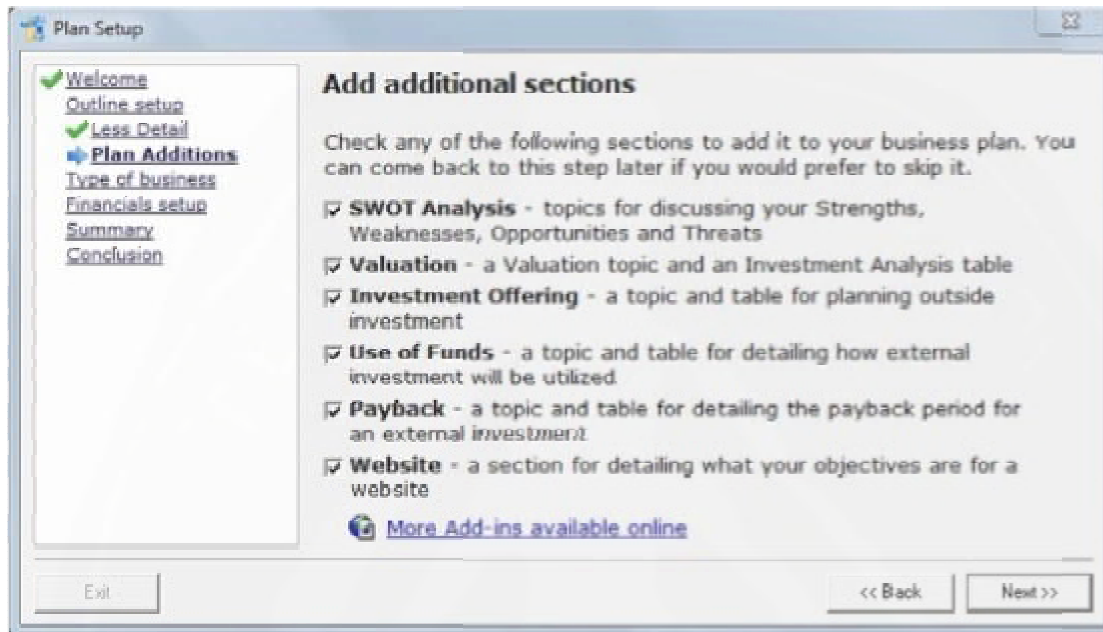 Plan Setup
Welcome
Outline setup
Less Detail
Plan Additions
Type of business
Financials setup
Summary
Conclusion
Add additional sections
Check any of the following sections to add it to your business plan. You
can come back to this step later if you would prefer to skip it.
SWOT Analysis - topics for discussing your Strengths,
Weaknesses, Opportunities and Threats
Valuation - a Valuation topic and an Investment Analysis table
Investment Offering - a topic and table for planning outside
investment
Use of Funds - a topic and table for detailing how external
investment will be utilized
Payback - a topic and table for detailing the payback period for
an external investment
Website - a section for detailing what your objectives are for a
website
More Add-ins available online
Exit
<< Back
Next >>